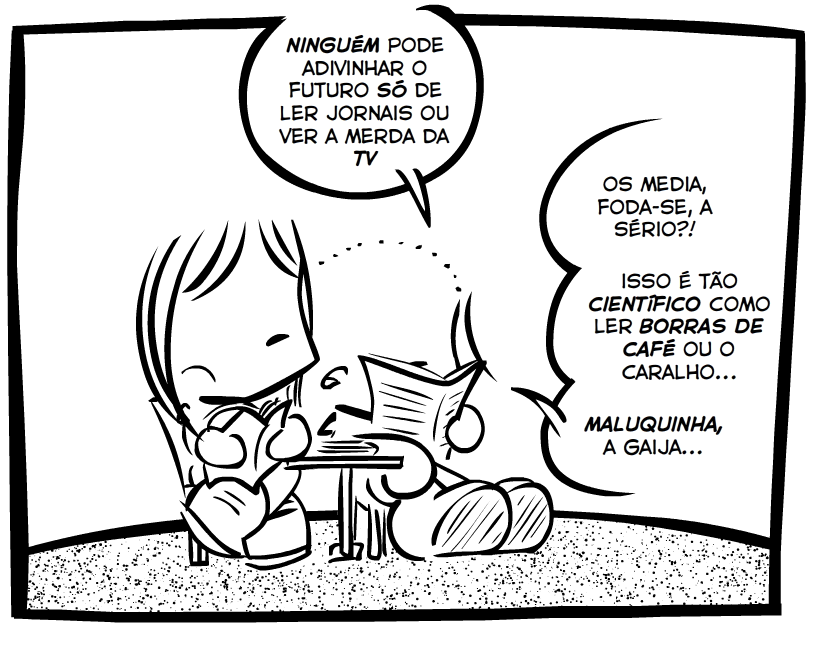 NINGUÉM PODE
ADIVINHAR O
FUTURO SÓ DE
LER JORNAIS OU
VER A MERDA DA
TV
OS MEDIA,
FODA-SE, A
SÉRIO?!
ISSO É TÃO
CIENTÍFICO COMO
LER BORRAS DE
CAFÉ OU O
CARALHO...
MALUQUINHA,
A GAIJA...